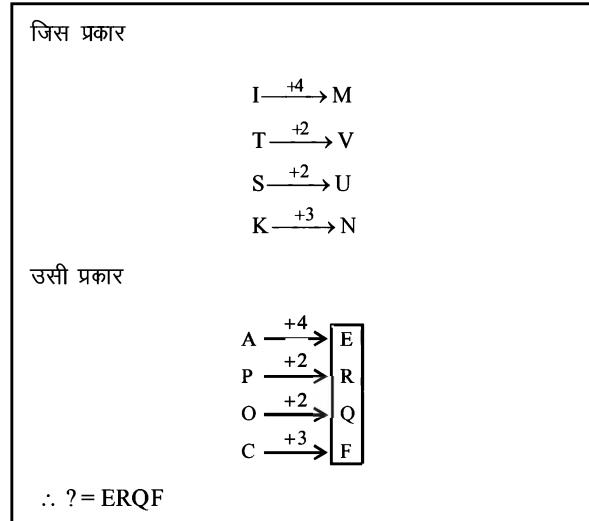 जिस प्रकार
I +4 → M
T +2 → V
S +2 → U
K +3 → N
उसी प्रकार
A +4 → E
P +2 → R
O +2 → Q
C +3 → F
∴ ? = ERQF